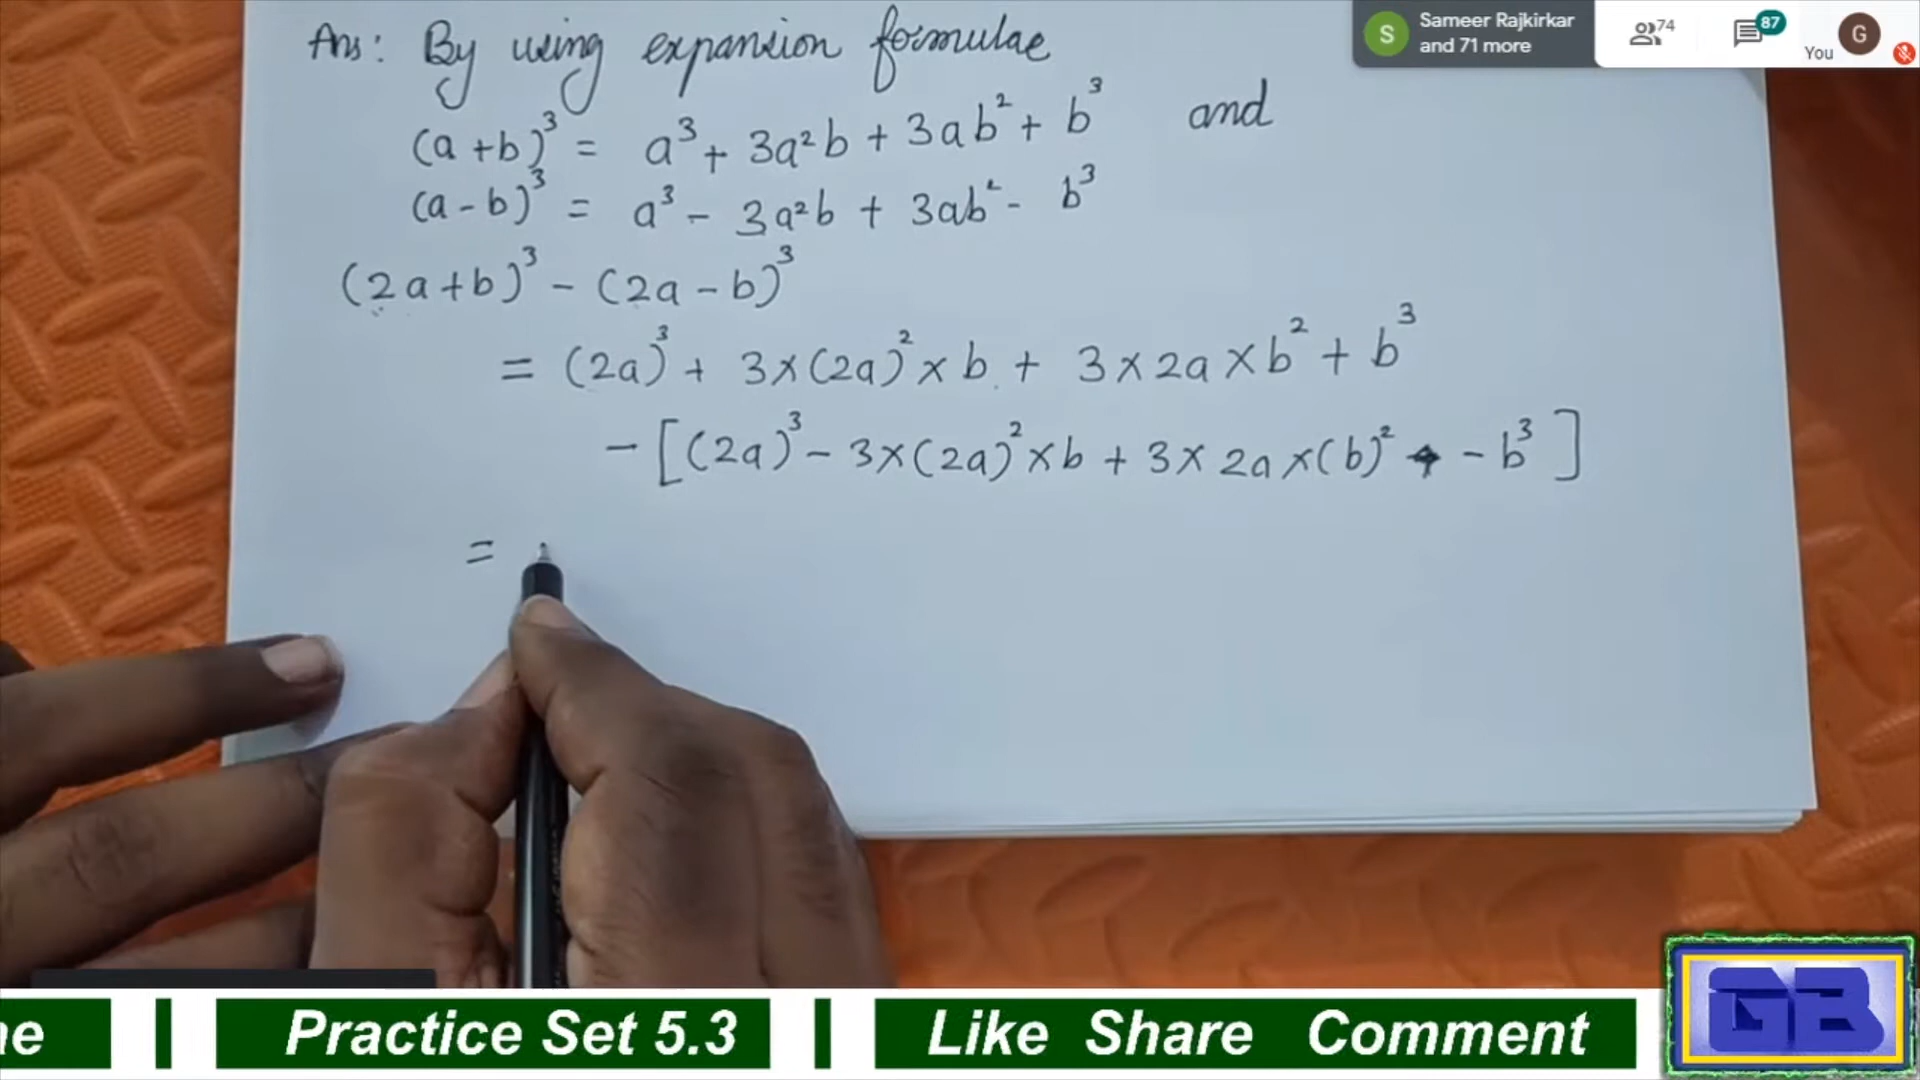 Ans: By using expansion formulae
(a+b)³ = a³ + 3a²b + 3ab² + b³ and
(a-b)³ = a³ - 3a²b + 3ab² - b³
(2a+b)³ - (2a-b)³
= (2a)³ + 3×(2a)²×b + 3×2a×b² + b³
- [(2a)³ - 3×(2a)²×b + 3×2a×(b)² - b³]
=
S Sameer Rajkirkar
and 71 more
74
87
You
G
Practice Set 5.3
Like Share Comment
GB